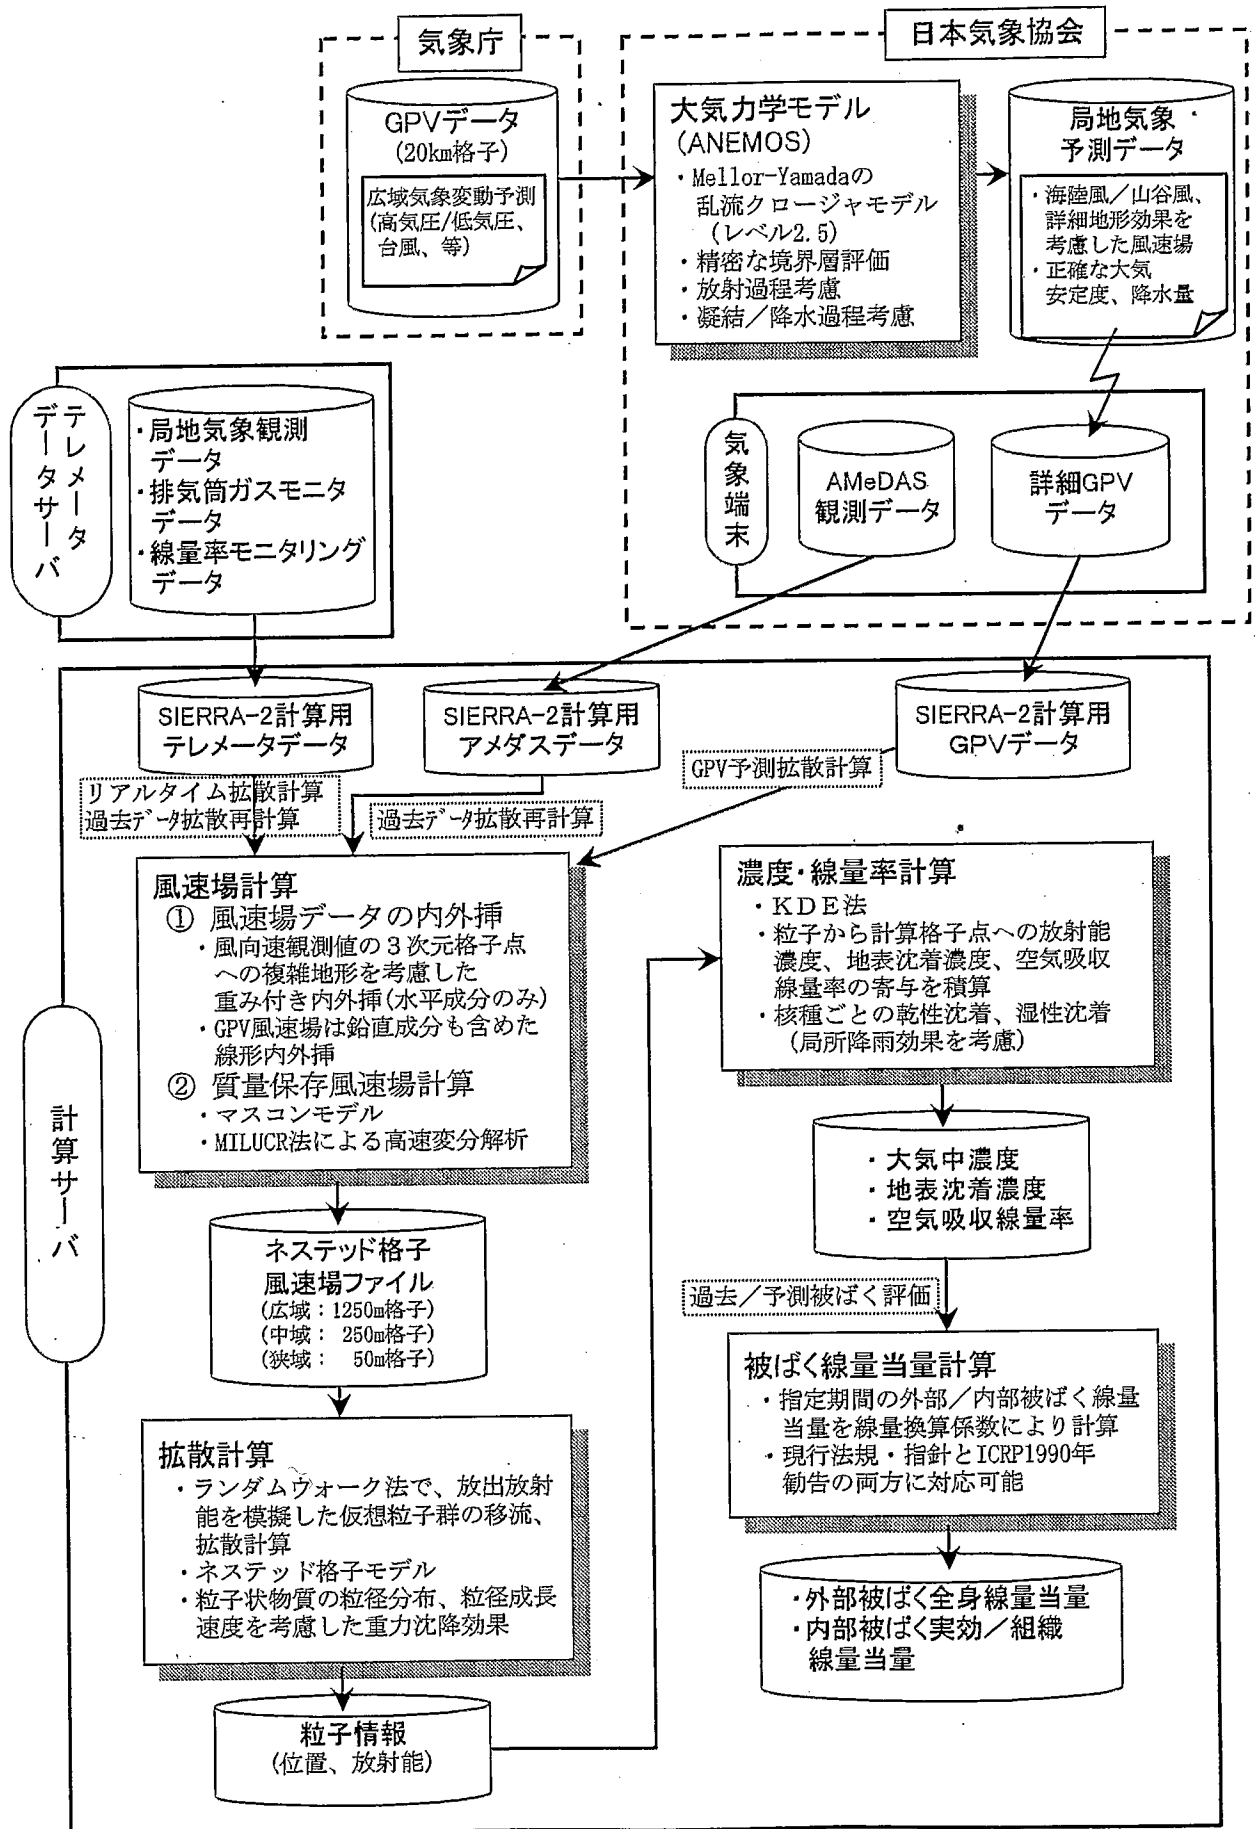 気象庁
GPVデータ
(20km格子)
広域気象変動予測
(高気圧/低気圧、
台風、等)
日本気象協会
大気力学モデル
(ANEMOS)
・Mellor-Yamadaの
乱流クロージャモデル
(レベル2.5)
・精密な境界層評価
・放射過程考慮
・凝結／降水過程考慮
局地気象
予測データ
・海陸風／山谷風、
詳細地形効果を
考慮した風速場
・正確な大気
安定度、降水量
テレメータ
データサーバ
・局地気象観測
データ
・排気筒ガスモニタ
データ
・線量率モニタリング
データ
気象端末
AMeDAS
観測データ
詳細GPV
データ
SIERRA-2計算用
テレメータデータ
SIERRA-2計算用
アメダスデータ
SIERRA-2計算用
GPVデータ
リアルタイム拡散計算
過去データ拡散再計算
過去データ拡散再計算
GPV予測拡散計算
計算サーバ
風速場計算
① 風速場データの内外挿
・風向速観測値の３次元格子点
への複雑地形を考慮した
重み付き内外挿(水平成分のみ)
・GPV風速場は鉛直成分も含めた
線形内外挿
② 質量保存風速場計算
・マスコンモデル
・MILUCR法による高速変分解析
ネステッド格子
風速場ファイル
(広域：1250m格子)
(中域： 250m格子)
(狭域： 50m格子)
拡散計算
・ランダムウォーク法で、放出放射
能を模擬した仮想粒子群の移流、
拡散計算
・ネステッド格子モデル
・粒子状物質の粒径分布、粒径成長
速度を考慮した重力沈降効果
粒子情報
(位置、放射能)
濃度・線量率計算
・ＫＤＥ法
・粒子から計算格子点への放射能
濃度、地表沈着濃度、空気吸収
線量率の寄与を積算
・核種ごとの乾性沈着、湿性沈着
(局所降雨効果を考慮)
・大気中濃度
・地表沈着濃度
・空気吸収線量率
過去／予測被ばく評価
被ばく線量当量計算
・指定期間の外部／内部被ばく線量
当量を線量換算係数により計算
・現行法規・指針とICRP1990年
勧告の両方に対応可能
・外部被ばく全身線量当量
・内部被ばく実効／組織
線量当量